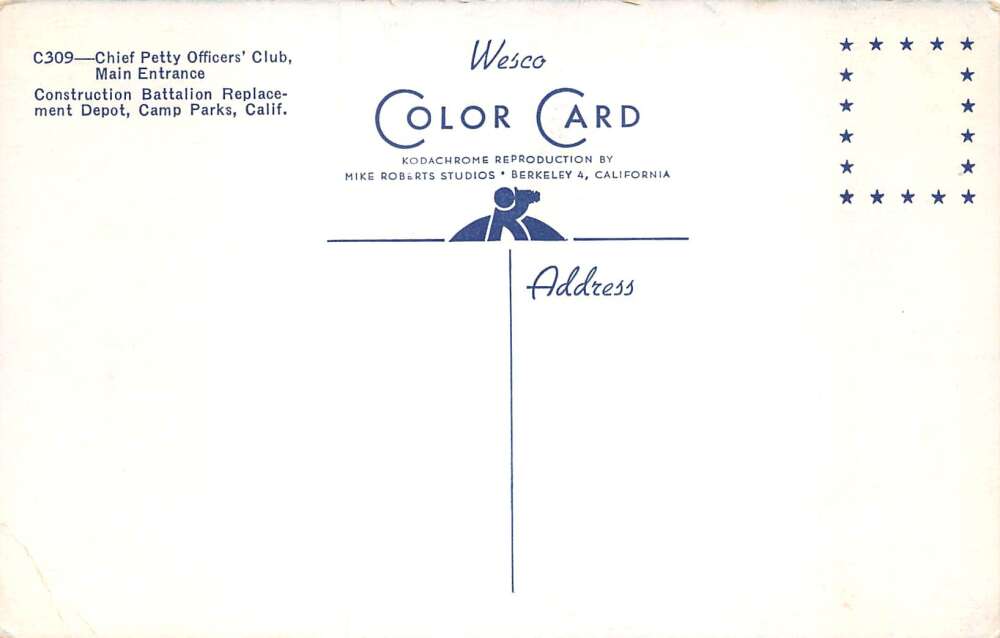 C309—Chief Petty Officers' Club,
Main Entrance
Construction Battalion Replace-
ment Depot, Camp Parks, Calif.
Wesco
COLOR CARD
KODACHROME REPRODUCTION BY
MIKE ROBERTS STUDIOS • BERKELEY 4, CALIFORNIA
R
Address